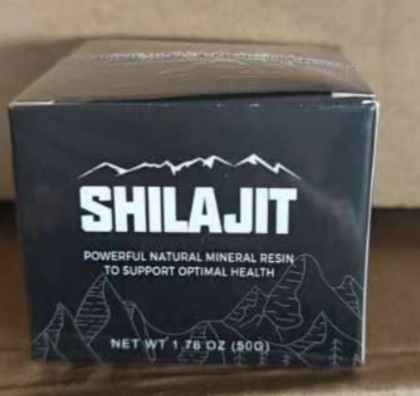 SHILAJIT
POWERFUL NATURAL MINERAL RESIN
TO SUPPORT OPTIMAL HEALTH
NET WT 1.76 OZ (50G)